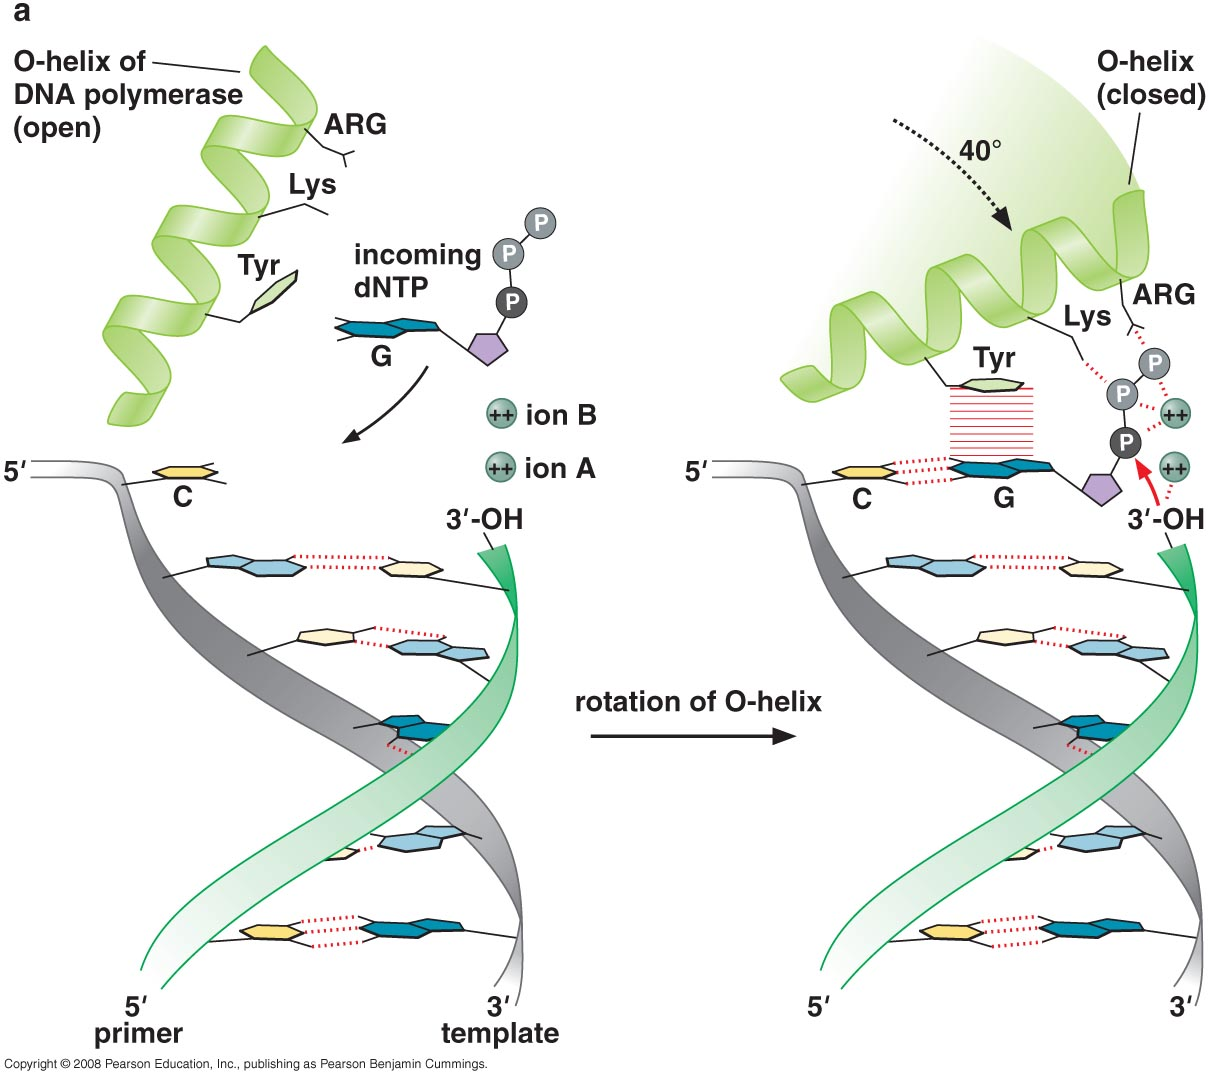 a
O-helix of
DNA polymerase
(open)
ARG
Lys
Tyr
incoming
dNTP
P
P
P
G
++ ion B
++ ion A
5′
C
3′-OH
5′
primer
3′
template
rotation of O-helix
40°
O-helix
(closed)
ARG
Lys
Tyr
P
P
P
++
++
5′
C
G
3′-OH
5′
3′
Copyright © 2008 Pearson Education, Inc., publishing as Pearson Benjamin Cummings.